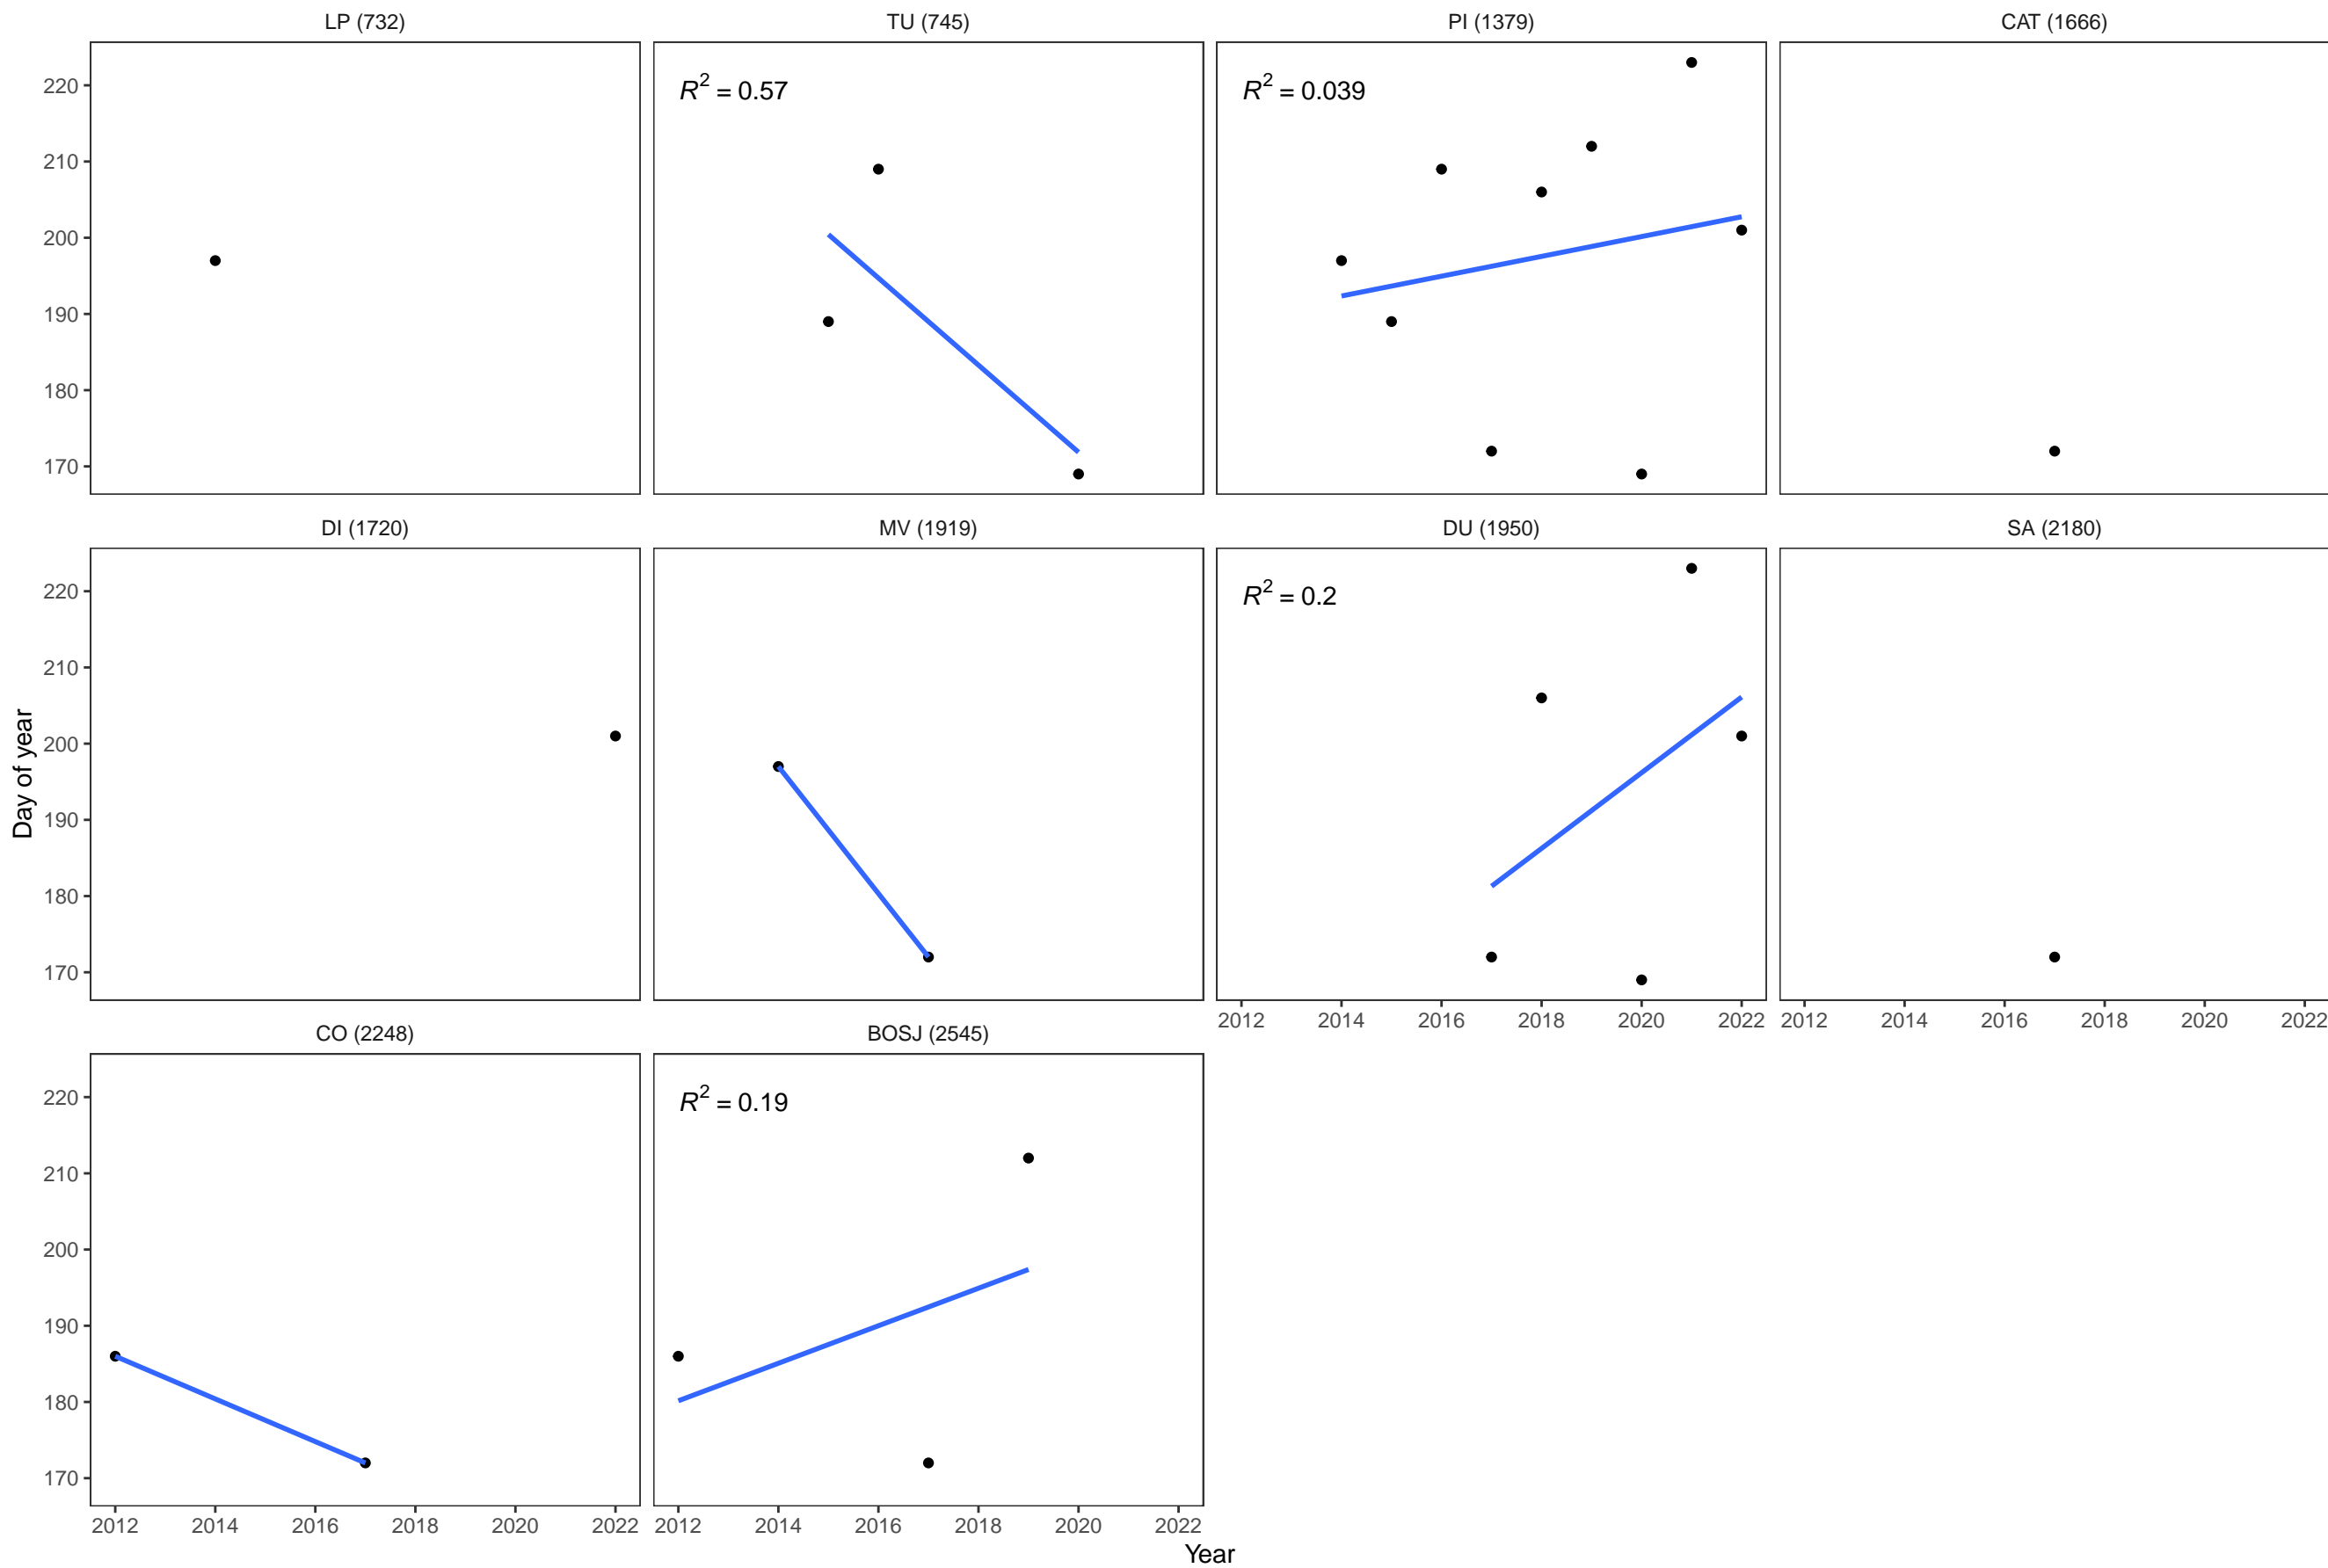 LP (732)
TU (745)
PI (1379)
CAT (1666)
220
210
200
190
180
170
R² = 0.57
R² = 0.039
DI (1720)
MV (1919)
DU (1950)
SA (2180)
220
210
200
190
180
170
R² = 0.2
2012 2014 2016 2018 2020 2022
2012 2014 2016 2018 2020 2022
CO (2248)
BOSJ (2545)
220
210
200
190
180
170
R² = 0.19
2012 2014 2016 2018 2020 2022
2012 2014 2016 2018 2020 2022
Day of year
Year